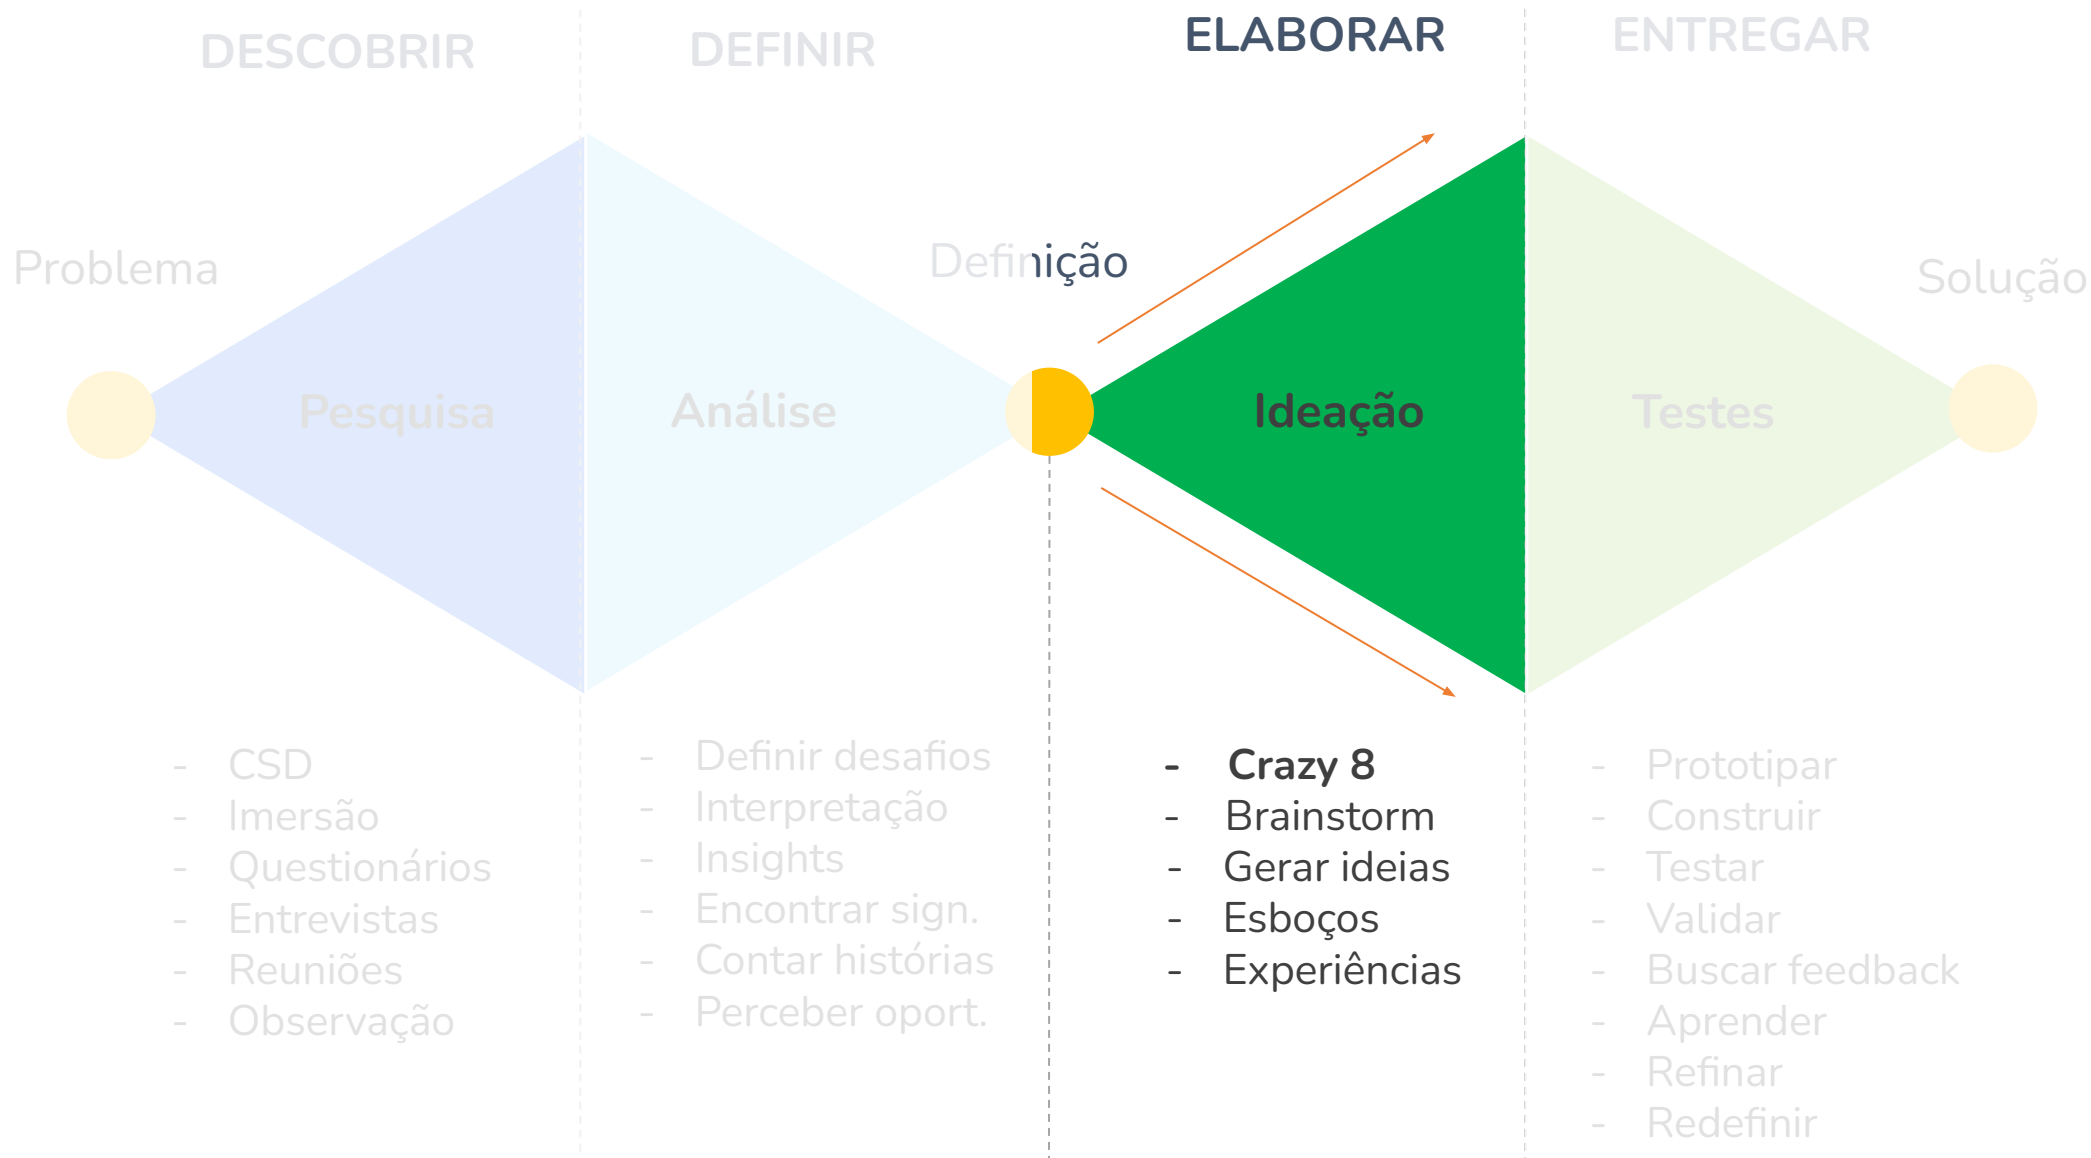 DESCOBRIR
DEFINIR
ELABORAR
ENTREGAR
Problema
Definição
Solução
Pesquisa
Análise
Ideação
Testes
- CSD
- Imersão
- Questionários
- Entrevistas
- Reuniões
- Observação
- Definir desafios
- Interpretação
- Insights
- Encontrar sign.
- Contar histórias
- Perceber oport.
- Crazy 8
- Brainstorm
- Gerar ideias
- Esboços
- Experiências
- Prototipar
- Construir
- Testar
- Validar
- Buscar feedback
- Aprender
- Refinar
- Redefinir